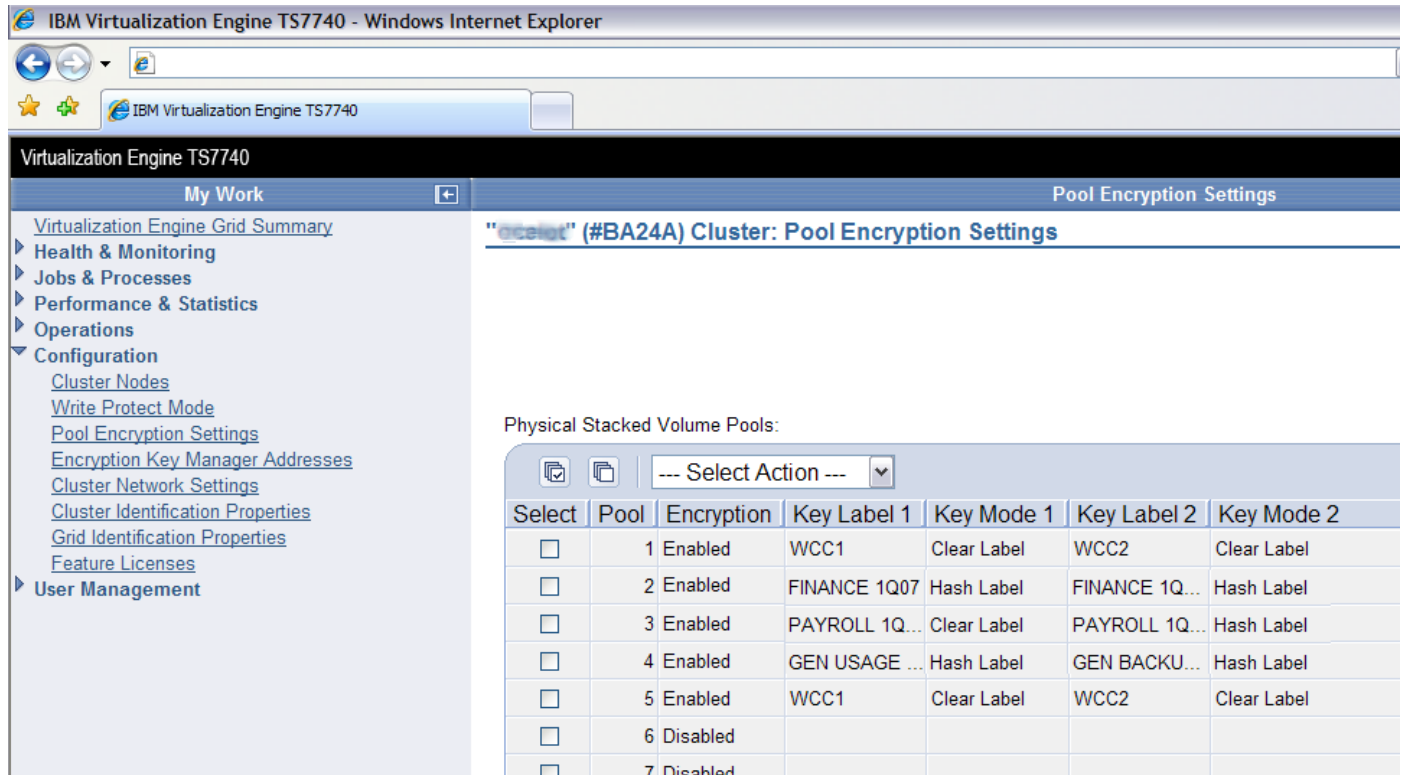 IBM Virtualization Engine TS7740 - Windows Internet Explorer
IBM Virtualization Engine TS7740
Virtualization Engine TS7740
My Work
Pool Encryption Settings
Virtualization Engine Grid Summary
Health & Monitoring
Jobs & Processes
Performance & Statistics
Operations
Configuration
Cluster Nodes
Write Protect Mode
Pool Encryption Settings
Encryption Key Manager Addresses
Cluster Network Settings
Cluster Identification Properties
Grid Identification Properties
Feature Licenses
User Management
" " (#BA24A) Cluster: Pool Encryption Settings
Physical Stacked Volume Pools:
--- Select Action ---
Select Pool Encryption Key Label 1 Key Mode 1 Key Label 2 Key Mode 2
1 Enabled WCC1 Clear Label WCC2 Clear Label
2 Enabled FINANCE 1Q07 Hash Label FINANCE 1Q... Hash Label
3 Enabled PAYROLL 1Q... Clear Label PAYROLL 1Q... Hash Label
4 Enabled GEN USAGE ... Hash Label GEN BACKU... Hash Label
5 Enabled WCC1 Clear Label WCC2 Clear Label
6 Disabled
7 Disabled